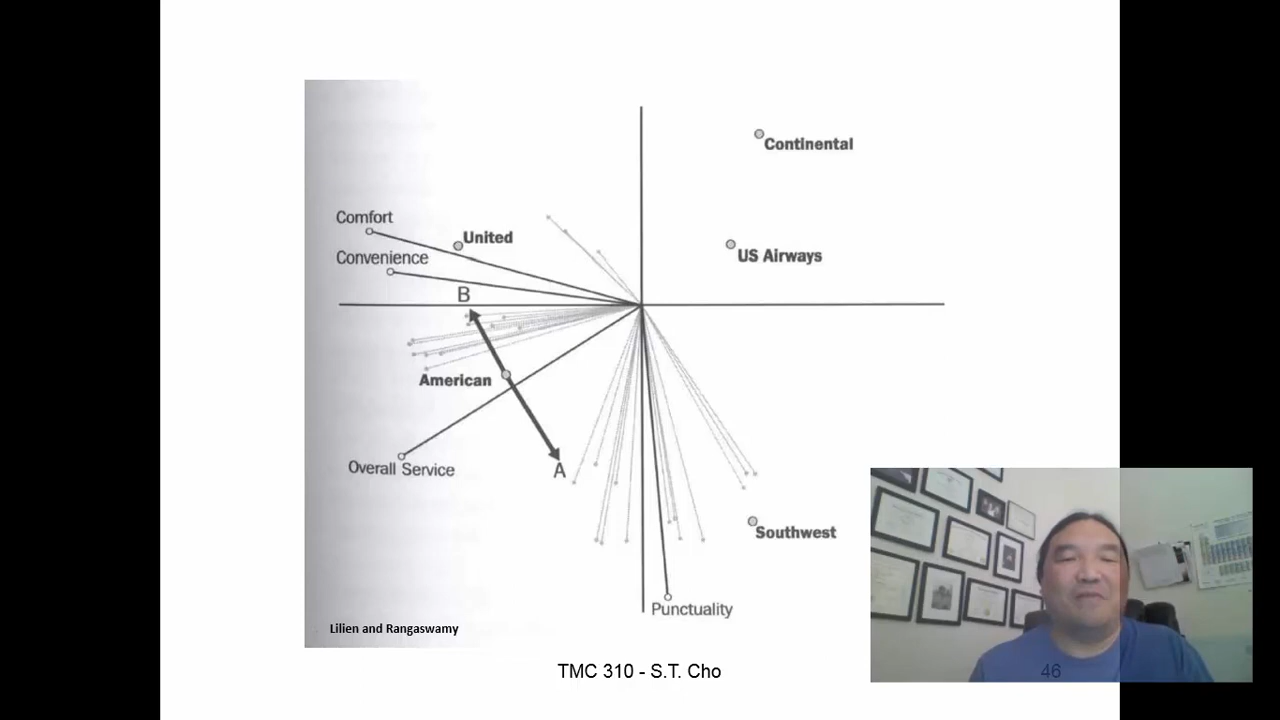 Continental
Comfort
United
Convenience
US Airways
B
American
Overall Service
A
Southwest
Punctuality
Lilien and Rangaswamy
TMC 310 - S.T. Cho
46